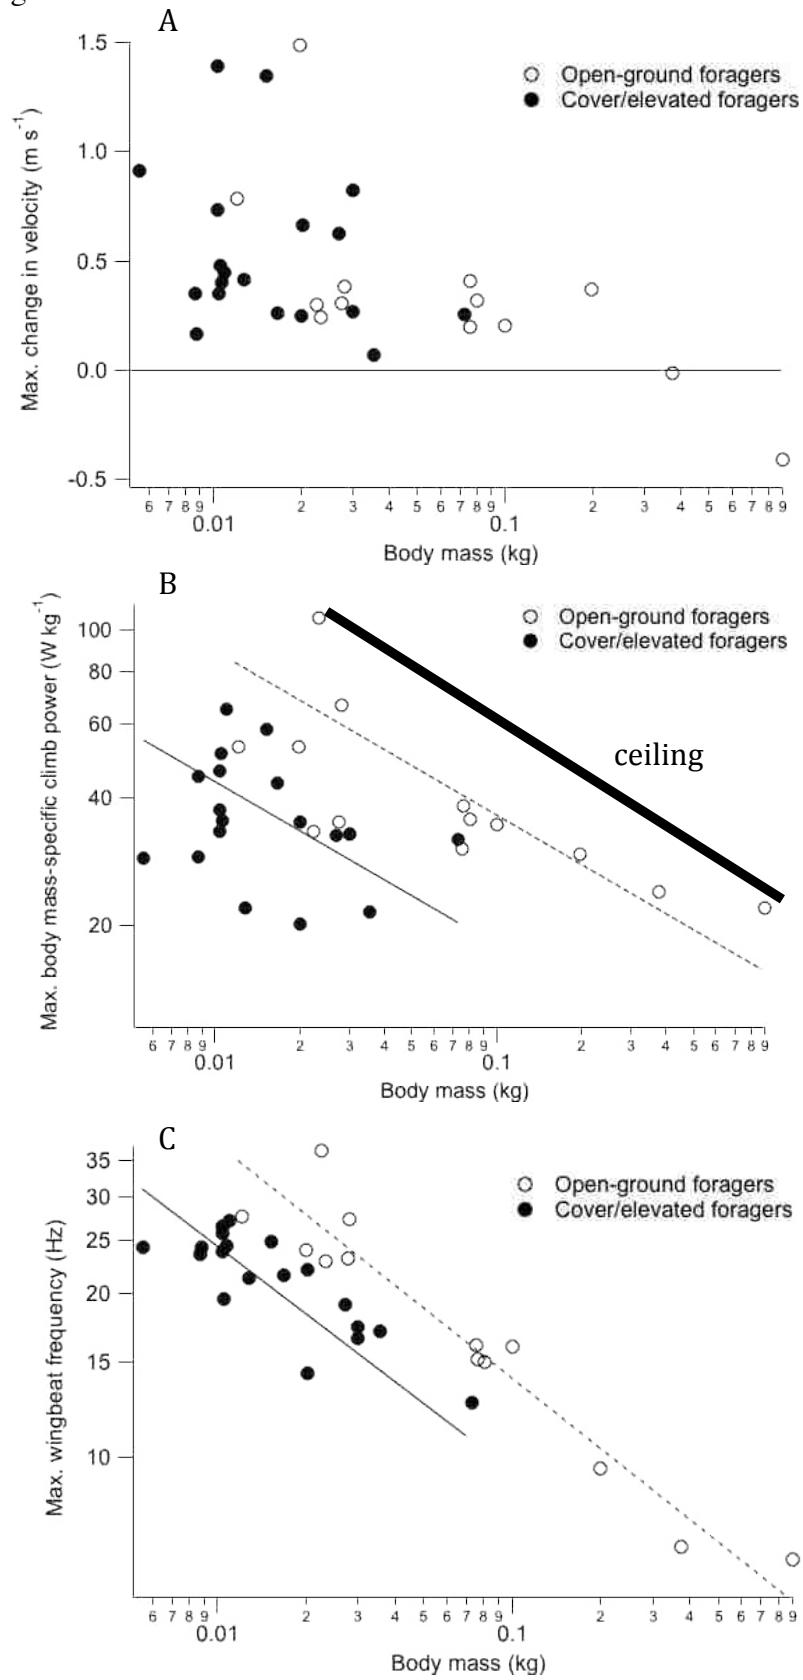 g
A
1.5
1.0
0.5
0.0
-0.5
Max. change in velocity (m s⁻¹)
Open-ground foragers
Cover/elevated foragers
6 7 8 9 2 3 4 5 6 7 8 9 2 3 4 5 6 7 8 9
0.01 0.1
Body mass (kg)
B
100
80
60
40
20
Max. body mass-specific climb power (W kg⁻¹)
Open-ground foragers
Cover/elevated foragers
ceiling
6 7 8 9 2 3 4 5 6 7 8 9 2 3 4 5 6 7 8 9
0.01 0.1
Body mass (kg)
C
35
30
25
20
15
10
Max. wingbeat frequency (Hz)
Open-ground foragers
Cover/elevated foragers
6 7 8 9 2 3 4 5 6 7 8 9 2 3 4 5 6 7 8 9
0.01 0.1
Body mass (kg)